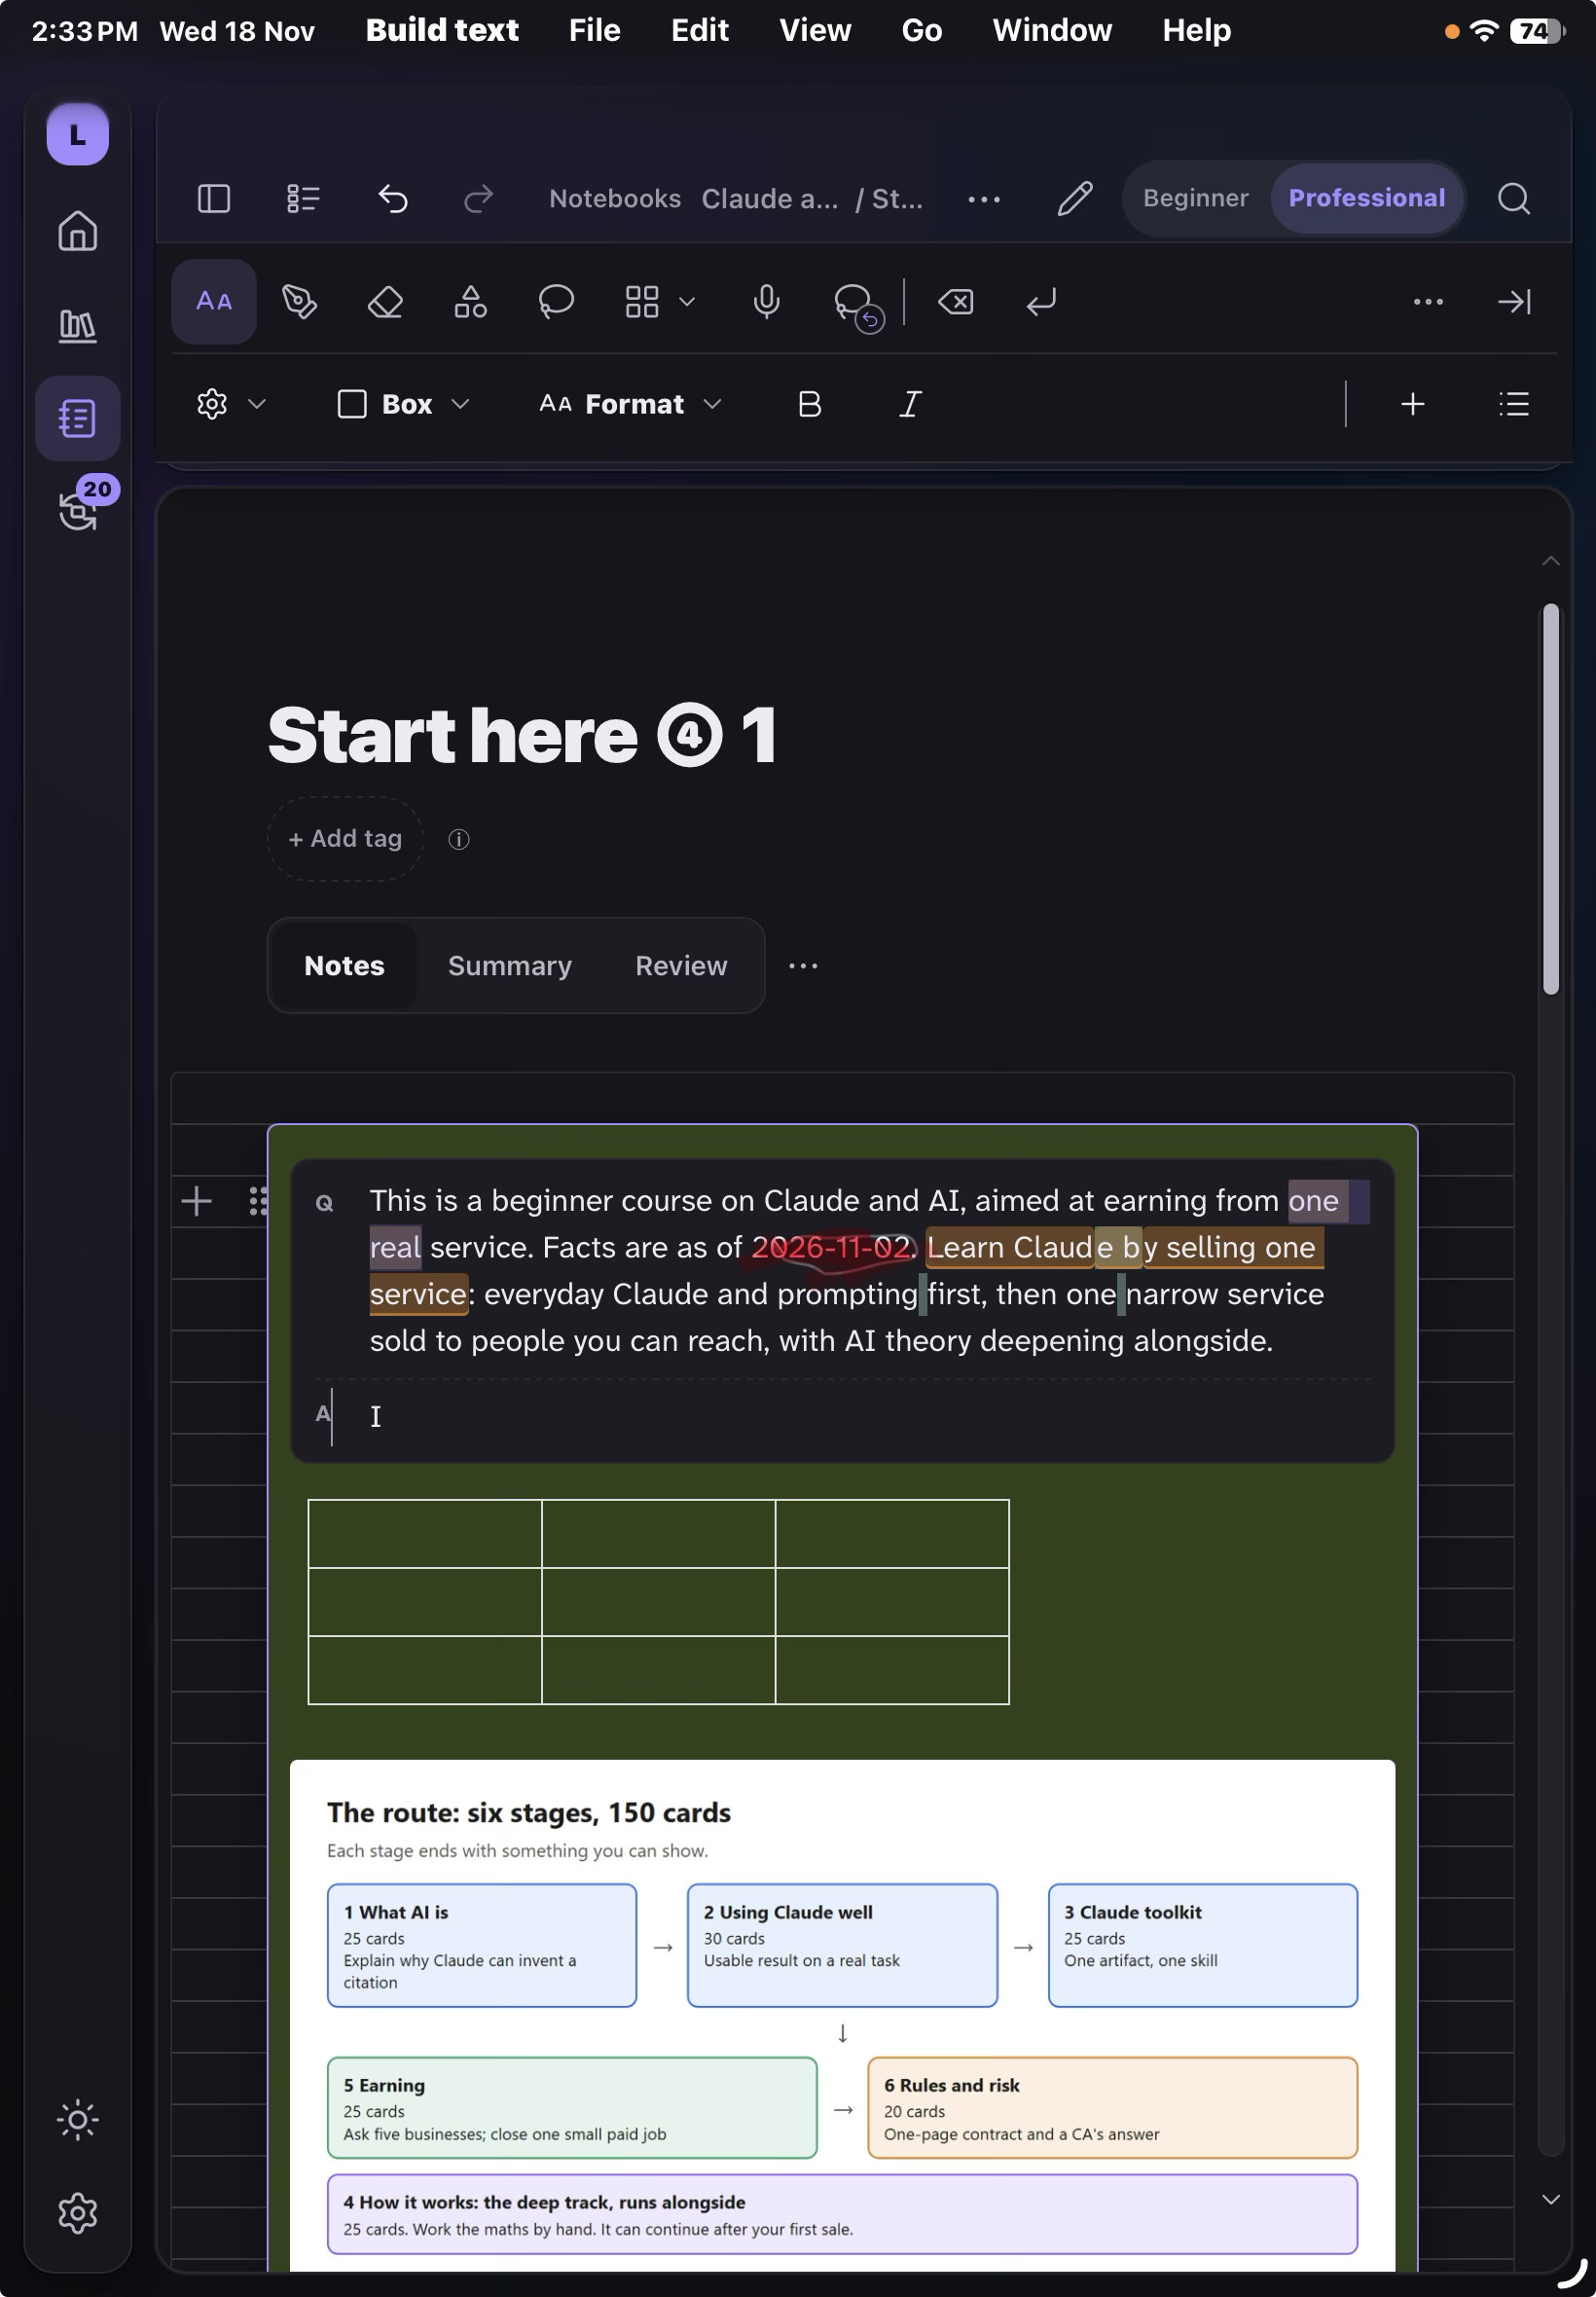 2:33 PM Wed 18 Nov Build text File Edit View Go Window Help 74
L
Notebooks Claude a... / St... Beginner Professional
AA
20
Box AA Format B I
Start here ④ 1
+ Add tag
Notes Summary Review
Q This is a beginner course on Claude and AI, aimed at earning from one
real service. Facts are as of 2026-11-02. Learn Claude by selling one
service: everyday Claude and prompting first, then one narrow service
sold to people you can reach, with AI theory deepening alongside.
A I
The route: six stages, 150 cards
Each stage ends with something you can show.
1 What AI is
25 cards
Explain why Claude can invent a
citation
→
2 Using Claude well
30 cards
Usable result on a real task
→
3 Claude toolkit
25 cards
One artifact, one skill
↓
5 Earning
25 cards
Ask five businesses; close one small paid job
→
6 Rules and risk
20 cards
One-page contract and a CA's answer
4 How it works: the deep track, runs alongside
25 cards. Work the maths by hand. It can continue after your first sale.